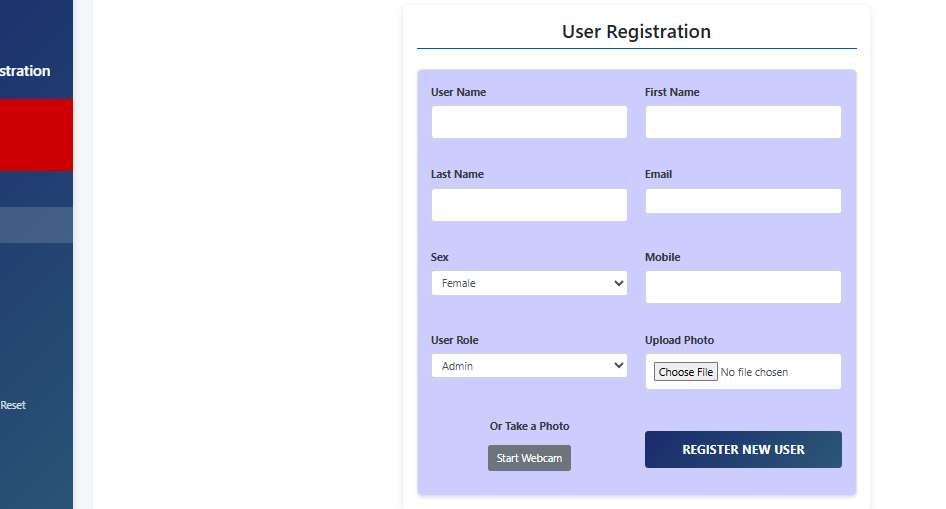 User Registration
stration
User Name
First Name
Last Name
Email
Sex
Mobile
Female
User Role
Upload Photo
Admin
Choose File No file chosen
Reset
Or Take a Photo
Start Webcam
REGISTER NEW USER